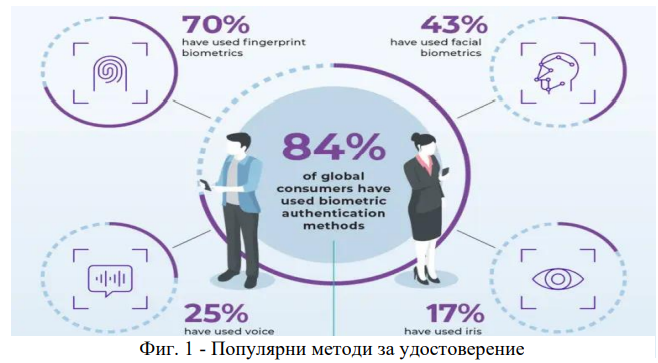 70%
have used fingerprint
biometrics
43%
have used facial
biometrics
84%
of global
consumers have
used biometric
authentication
methods
25%
have used voice
17%
have used iris
Фиг. 1 - Популярни методи за удостоверение